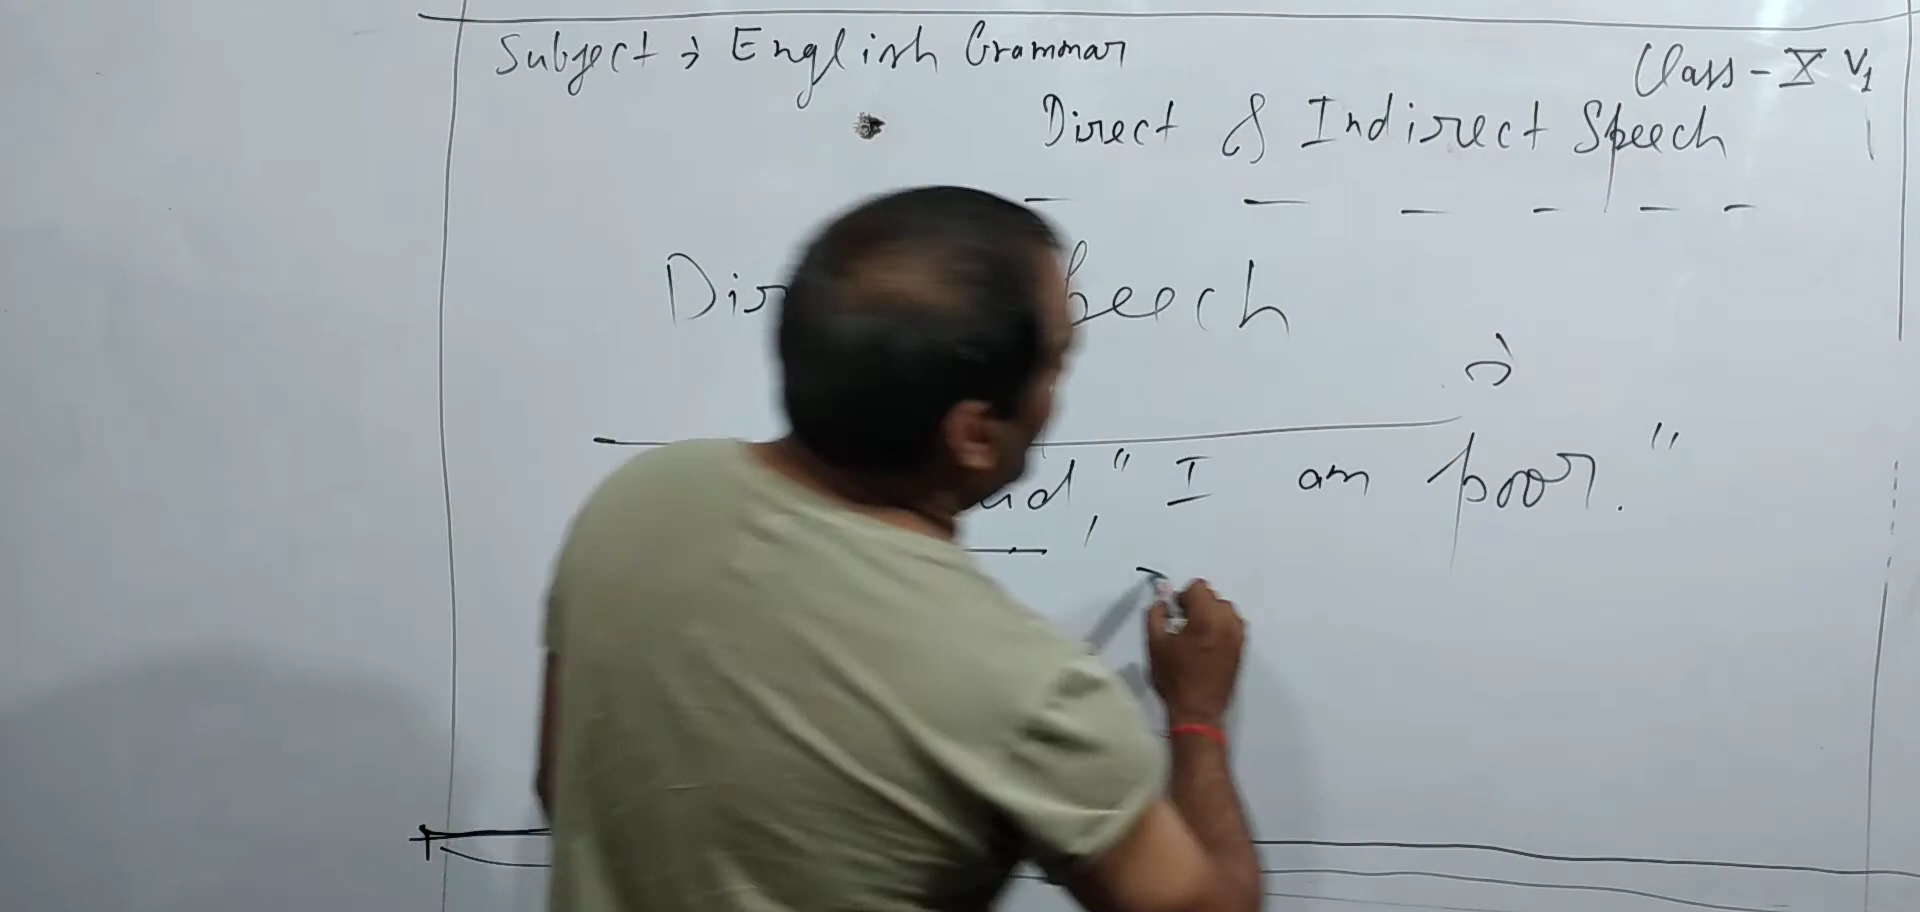 Subject → English Grammar
Class - X V1
Direct & Indirect Speech
, " I am poor. "